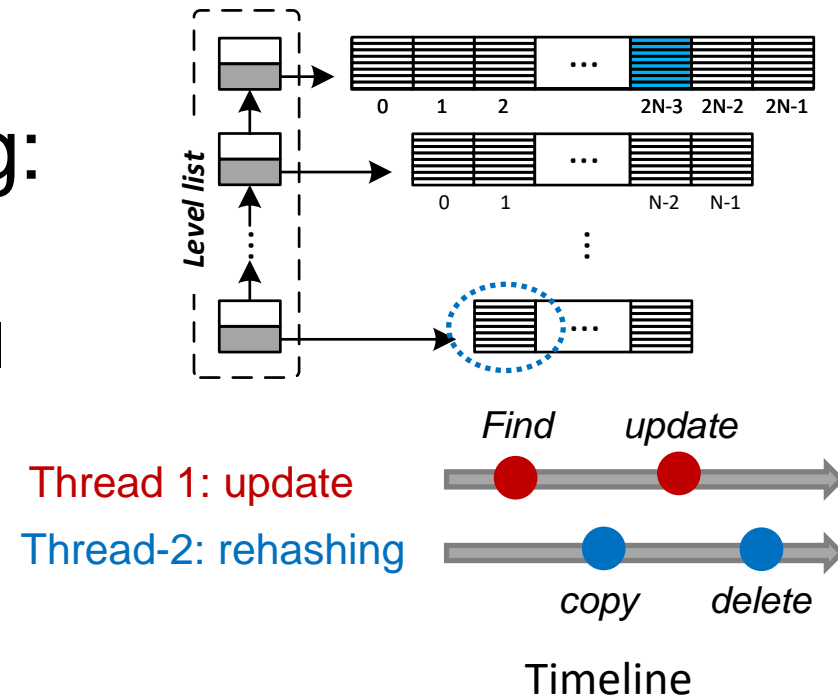 ...
0 1 2 2N-3 2N-2 2N-1
g:
Level list
...
0 1 N-2 N-1
...
...
...
Find update
Thread 1: update
Thread-2: rehashing
copy delete
Timeline